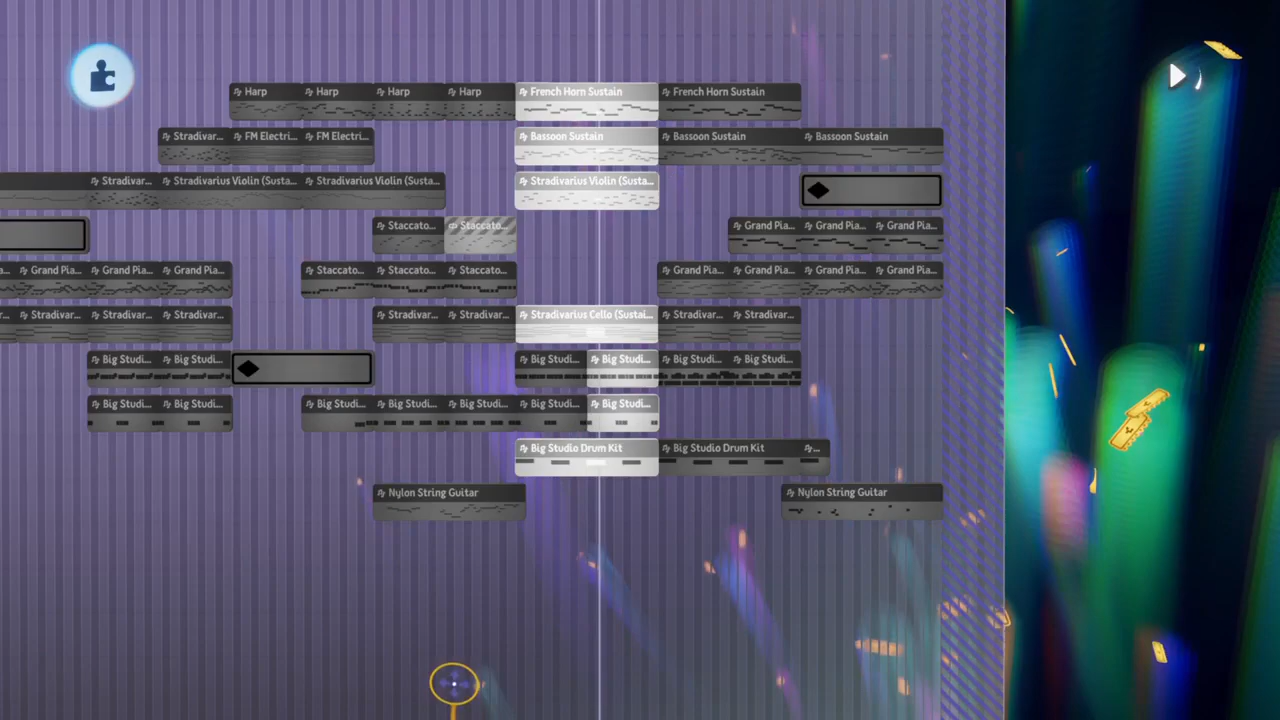 Harp Harp Harp Harp French Horn Sustain French Horn Sustain
Stradivar... FM Electri... FM Electri... Bassoon Sustain Bassoon Sustain Bassoon Sustain
Stradivar... Stradivarius Violin (Susta... Stradivarius Violin (Susta... Stradivarius Violin (Susta...
Staccato... Staccato... Grand Pia... Grand Pia... Grand Pia...
a... Grand Pia... Grand Pia... Grand Pia... Staccato... Staccato... Staccato... Grand Pia... Grand Pia... Grand Pia... Grand Pia...
r... Stradivar... Stradivar... Stradivar... Stradivar... Stradivar... Stradivarius Cello (Sustai... Stradivar... Stradivar...
Big Studi... Big Studi... Big Studi... Big Studi... Big Studi... Big Studi...
Big Studi... Big Studi... Big Studi... Big Studi... Big Studi... Big Studi... Big Studi...
Big Studio Drum Kit Big Studio Drum Kit ...
Nylon String Guitar Nylon String Guitar